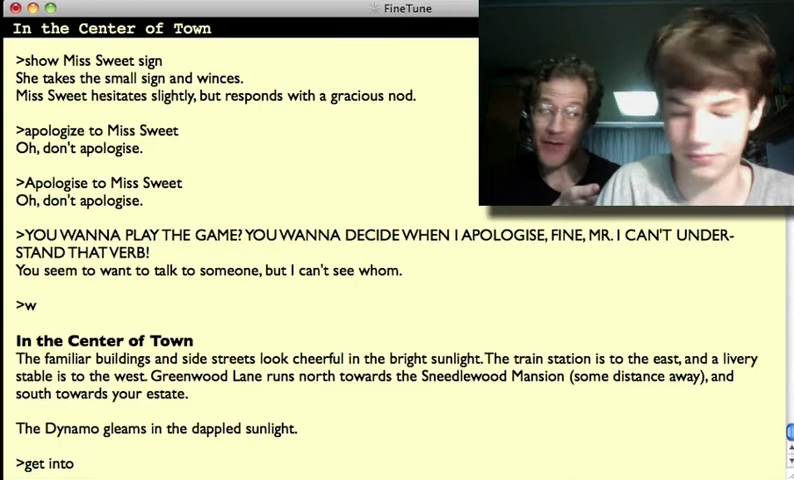 FineTune
In the Center of Town
>show Miss Sweet sign
She takes the small sign and winces.
Miss Sweet hesitates slightly, but responds with a gracious nod.
>apologize to Miss Sweet
Oh, don't apologise.
>Apologise to Miss Sweet
Oh, don't apologise.
>YOU WANNA PLAY THE GAME? YOU WANNA DECIDE WHEN I APOLOGISE, FINE, MR. I CAN'T UNDER-
STAND THAT VERB!
You seem to want to talk to someone, but I can't see whom.
>w
In the Center of Town
The familiar buildings and side streets look cheerful in the bright sunlight. The train station is to the east, and a livery
stable is to the west. Greenwood Lane runs north towards the Sneedlewood Mansion (some distance away), and
south towards your estate.
The Dynamo gleams in the dappled sunlight.
>get into